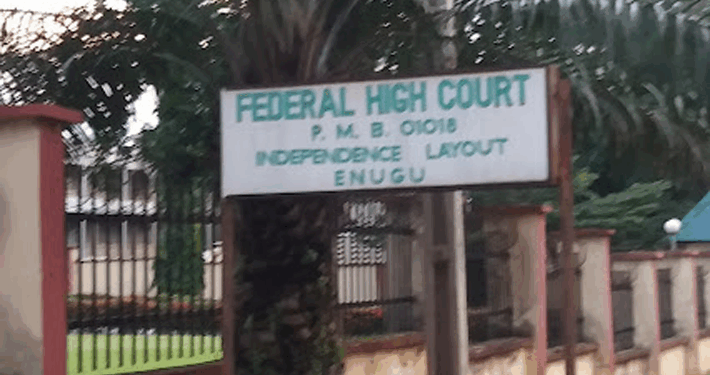 FEDERAL HIGH COURT
P. M. B. 01018
INDEPENDENCE LAYOUT
ENUGU